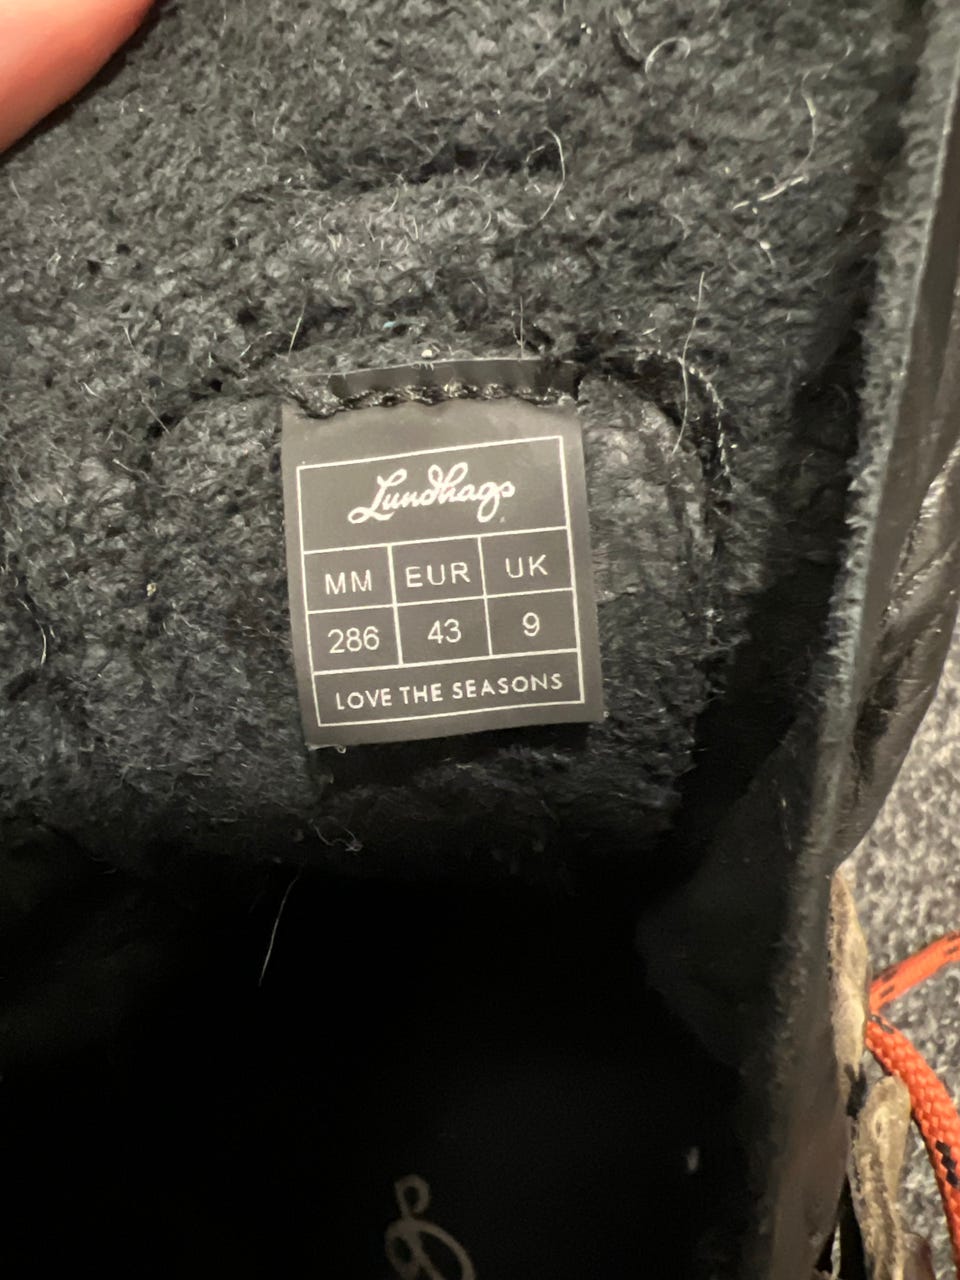 Lundhags
MM EUR UK
286 43 9
LOVE THE SEASONS